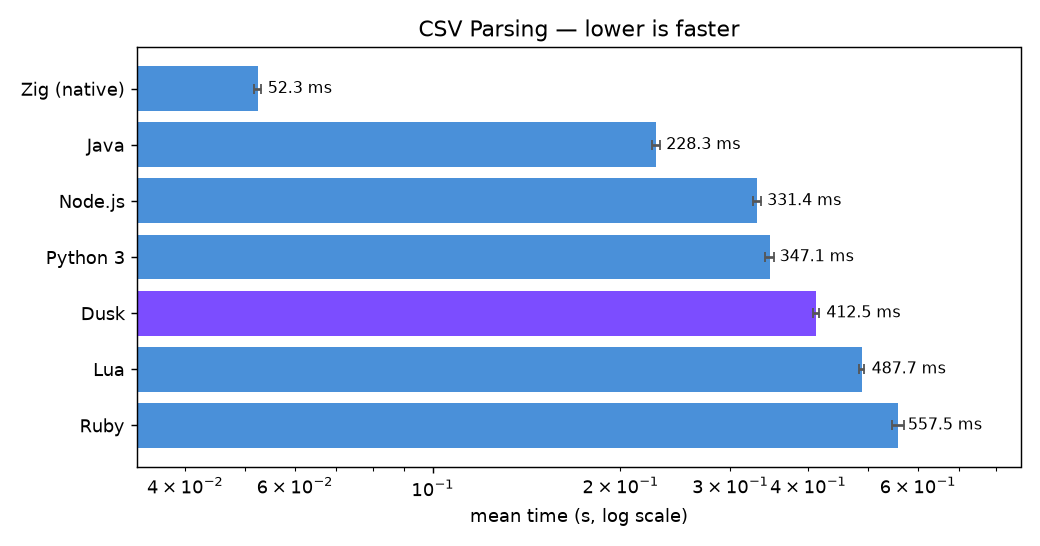 CSV Parsing — lower is faster
Zig (native) 52.3 ms
Java 228.3 ms
Node.js 331.4 ms
Python 3 347.1 ms
Dusk 412.5 ms
Lua 487.7 ms
Ruby 557.5 ms
4 × 10⁻² 6 × 10⁻² 10⁻¹ 2 × 10⁻¹ 3 × 10⁻¹ 4 × 10⁻¹ 6 × 10⁻¹
mean time (s, log scale)